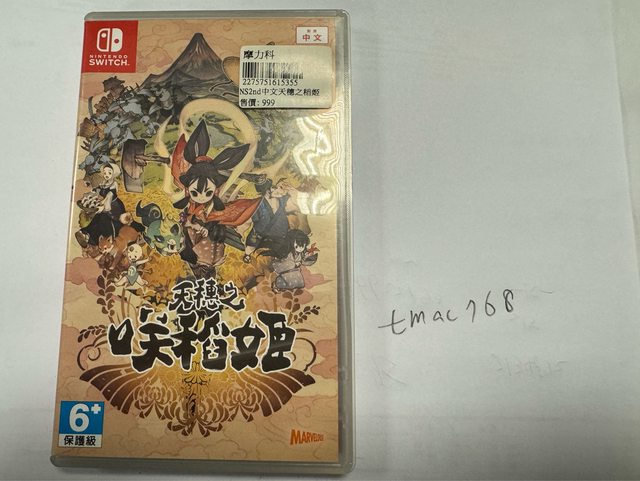 NINTENDO
SWITCH
中文
摩力科
2275751615355
NS2nd中文天穗之稻姬
售價: 999
天穗之
咲稻姬
6+
保護級
MARVELOUS
tmac768